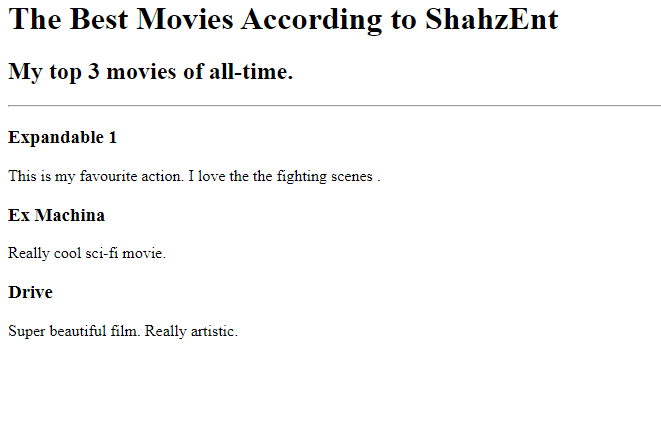 The Best Movies According to ShahzEnt
My top 3 movies of all-time.
Expandable 1
This is my favourite action. I love the the fighting scenes .
Ex Machina
Really cool sci-fi movie.
Drive
Super beautiful film. Really artistic.